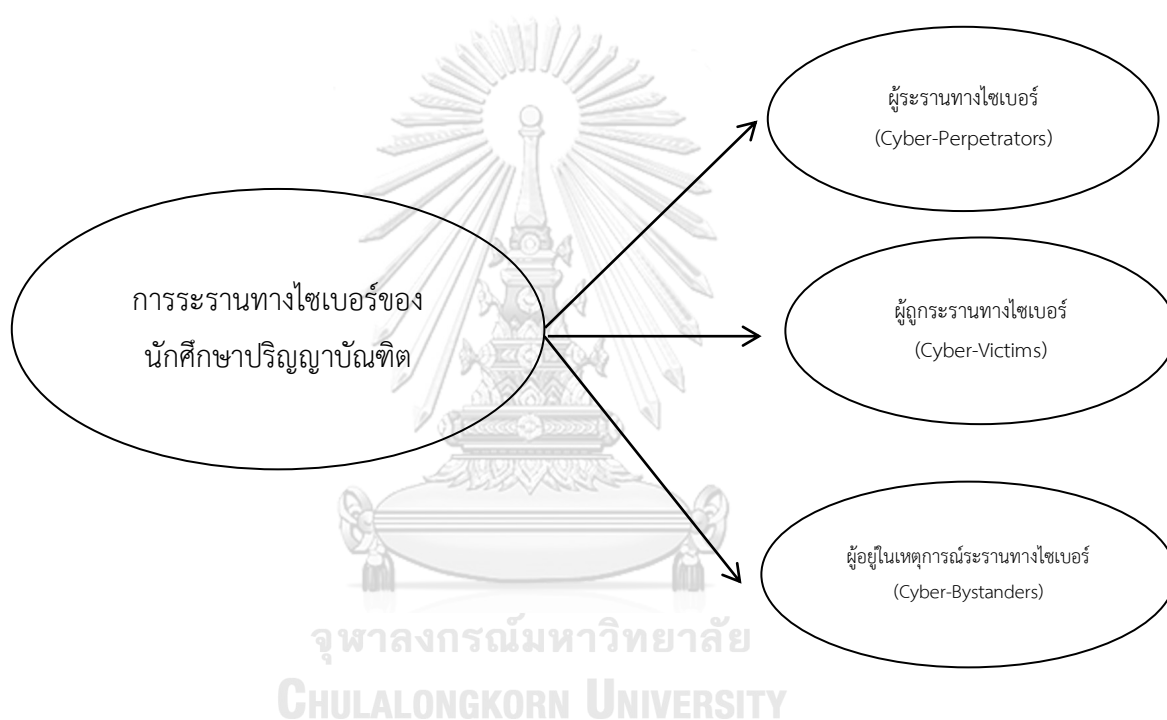 การระรานทางไซเบอร์ของ
นักศึกษาปริญญาบัณฑิต
ผู้ระรานทางไซเบอร์
(Cyber-Perpetrators)
ผู้ถูกระรานทางไซเบอร์
(Cyber-Victims)
ผู้อยู่ในเหตุการณ์ระรานทางไซเบอร์
(Cyber-Bystanders)
จุฬาลงกรณ์มหาวิทยาลัย
CHULALONGKORN UNIVERSITY